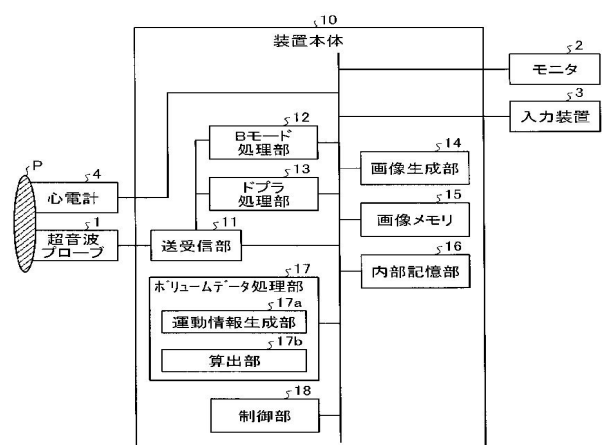 10
装置本体
2
モニタ
3
入力装置
12
Bモード
処理部
14
画像生成部
P
4
心電計
13
ドプラ
処理部
15
画像メモリ
1
超音波
プローブ
11
送受信部
16
内部記憶部
17
ボリュームデータ処理部
17a
運動情報生成部
17b
算出部
18
制御部